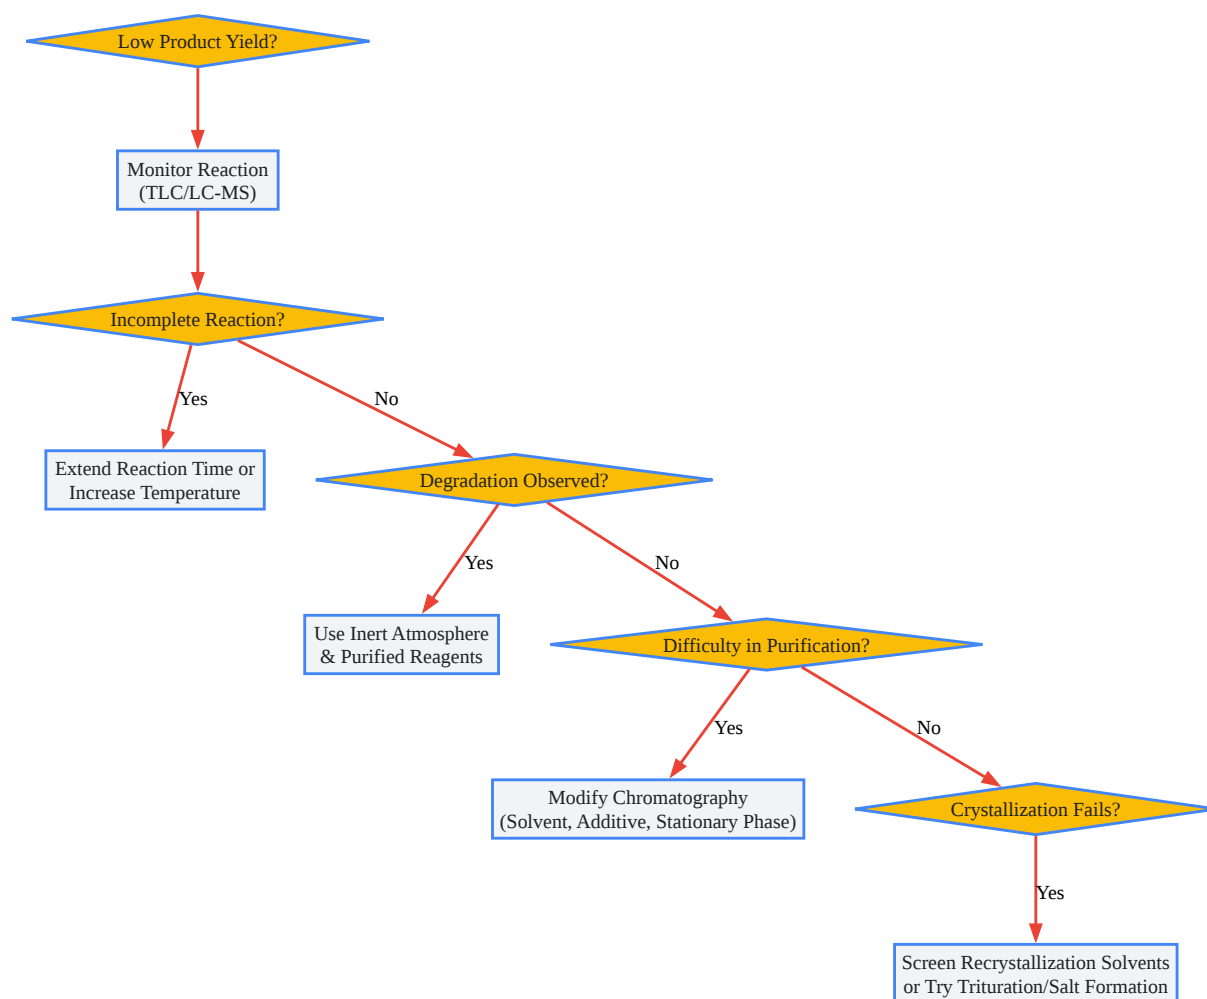 Low Product Yield?
Monitor Reaction
(TLC/LC-MS)
Incomplete Reaction?
Yes
No
Extend Reaction Time or
Increase Temperature
Degradation Observed?
Yes
No
Use Inert Atmosphere
& Purified Reagents
Difficulty in Purification?
Yes
No
Modify Chromatography
(Solvent, Additive, Stationary Phase)
Crystallization Fails?
Yes
Screen Recrystallization Solvents
or Try Trituration/Salt Formation